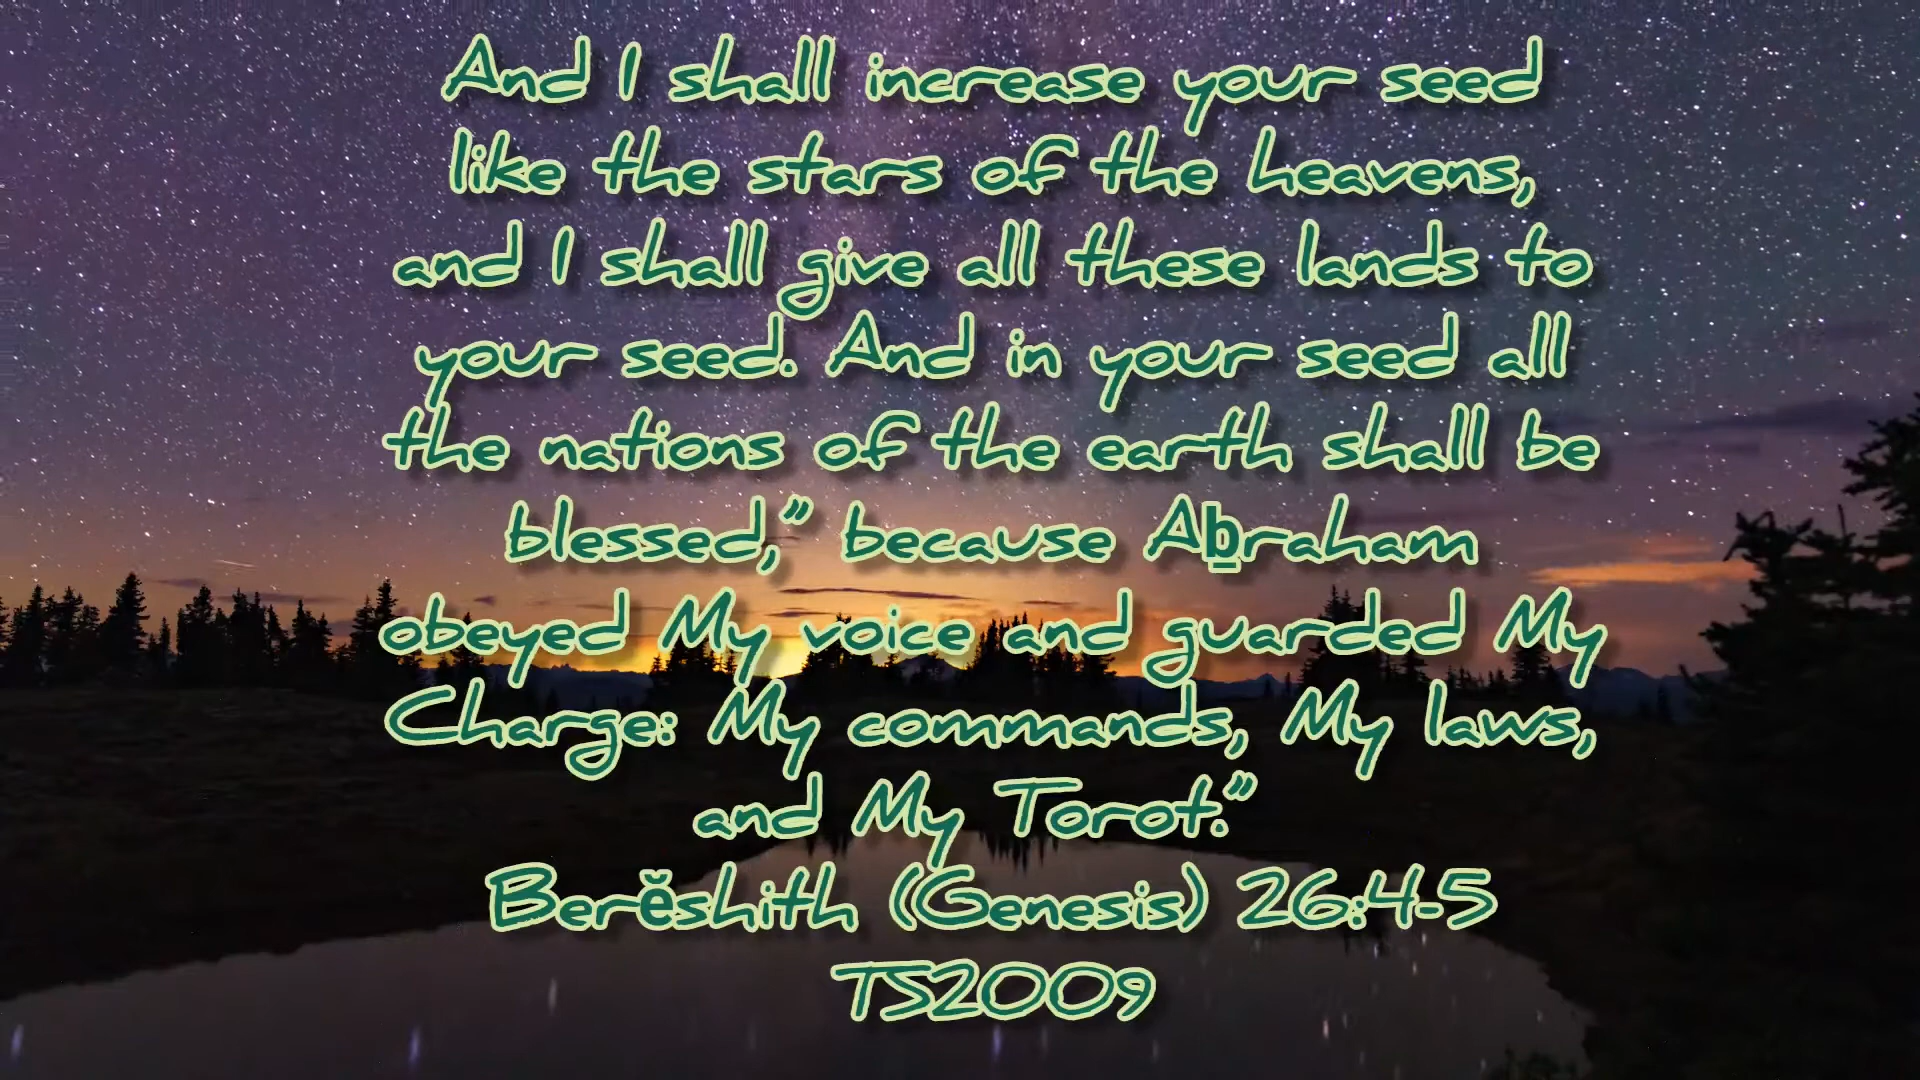 And I shall increase your seed
like the stars of the heavens,
and I shall give all these lands to
your seed. And in your seed all
the nations of the earth shall be
blessed,” because Aḇraham
obeyed My voice and guarded My
Charge: My commands, My laws,
and My Torot.”
Berĕshith (Genesis) 26:4-5
TS2009